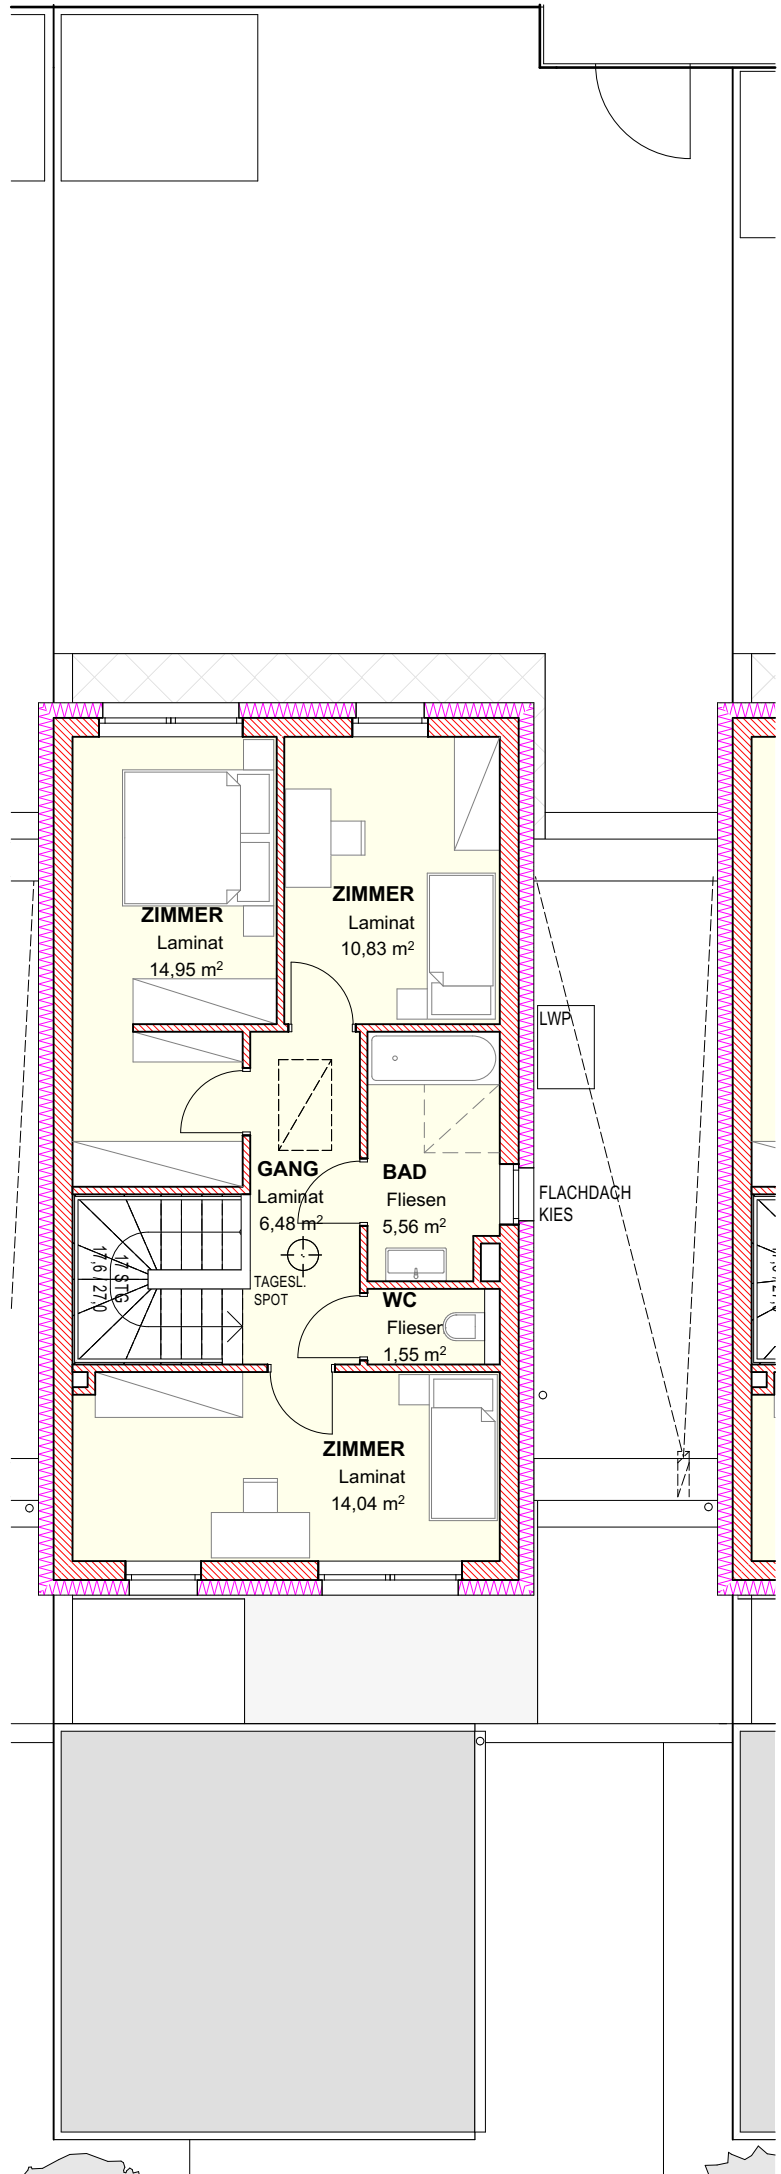 ZIMMER
Laminat
14,95 m²
ZIMMER
Laminat
10,83 m²
LWP
GANG
Laminat
6,48 m²
BAD
Fliesen
5,56 m²
FLACHDACH
KIES
17 STG
17,6 / 27,0
TAGESL.
SPOT
WC
Fliesen
1,55 m²
ZIMMER
Laminat
14,04 m²